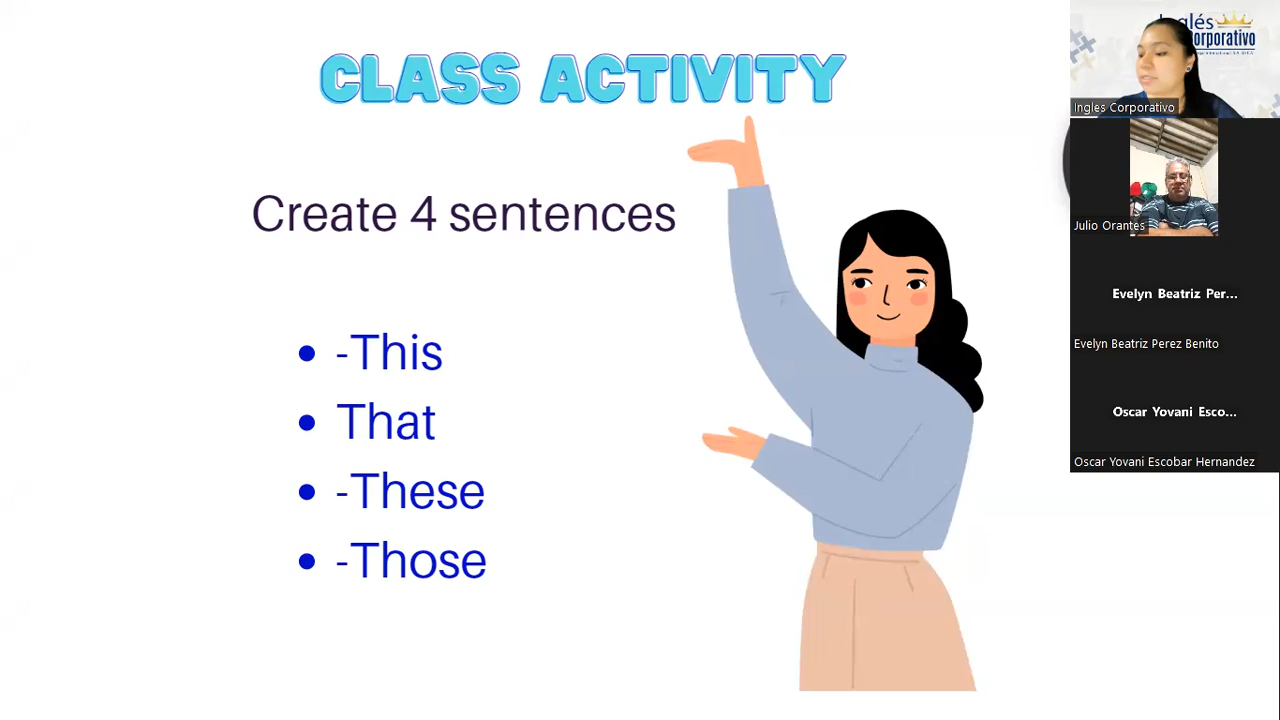 CLASS ACTIVITY
Create 4 sentences
• -This
• That
• -These
• -Those
Inglés
Corporativo
Ingles Corporativo
Julio Orantes
Evelyn Beatriz Per...
Evelyn Beatriz Perez Benito
Oscar Yovani Esco...
Oscar Yovani Escobar Hernandez